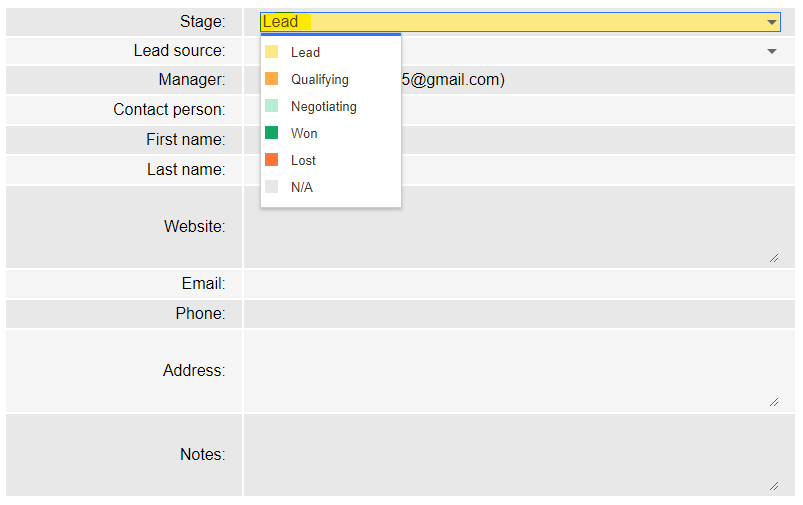 Stage: Lead
Lead
Qualifying
Negotiating
Won
Lost
N/A
Lead source:
Manager: 5@gmail.com)
Contact person:
First name:
Last name:
Website:
Email:
Phone:
Address:
Notes: